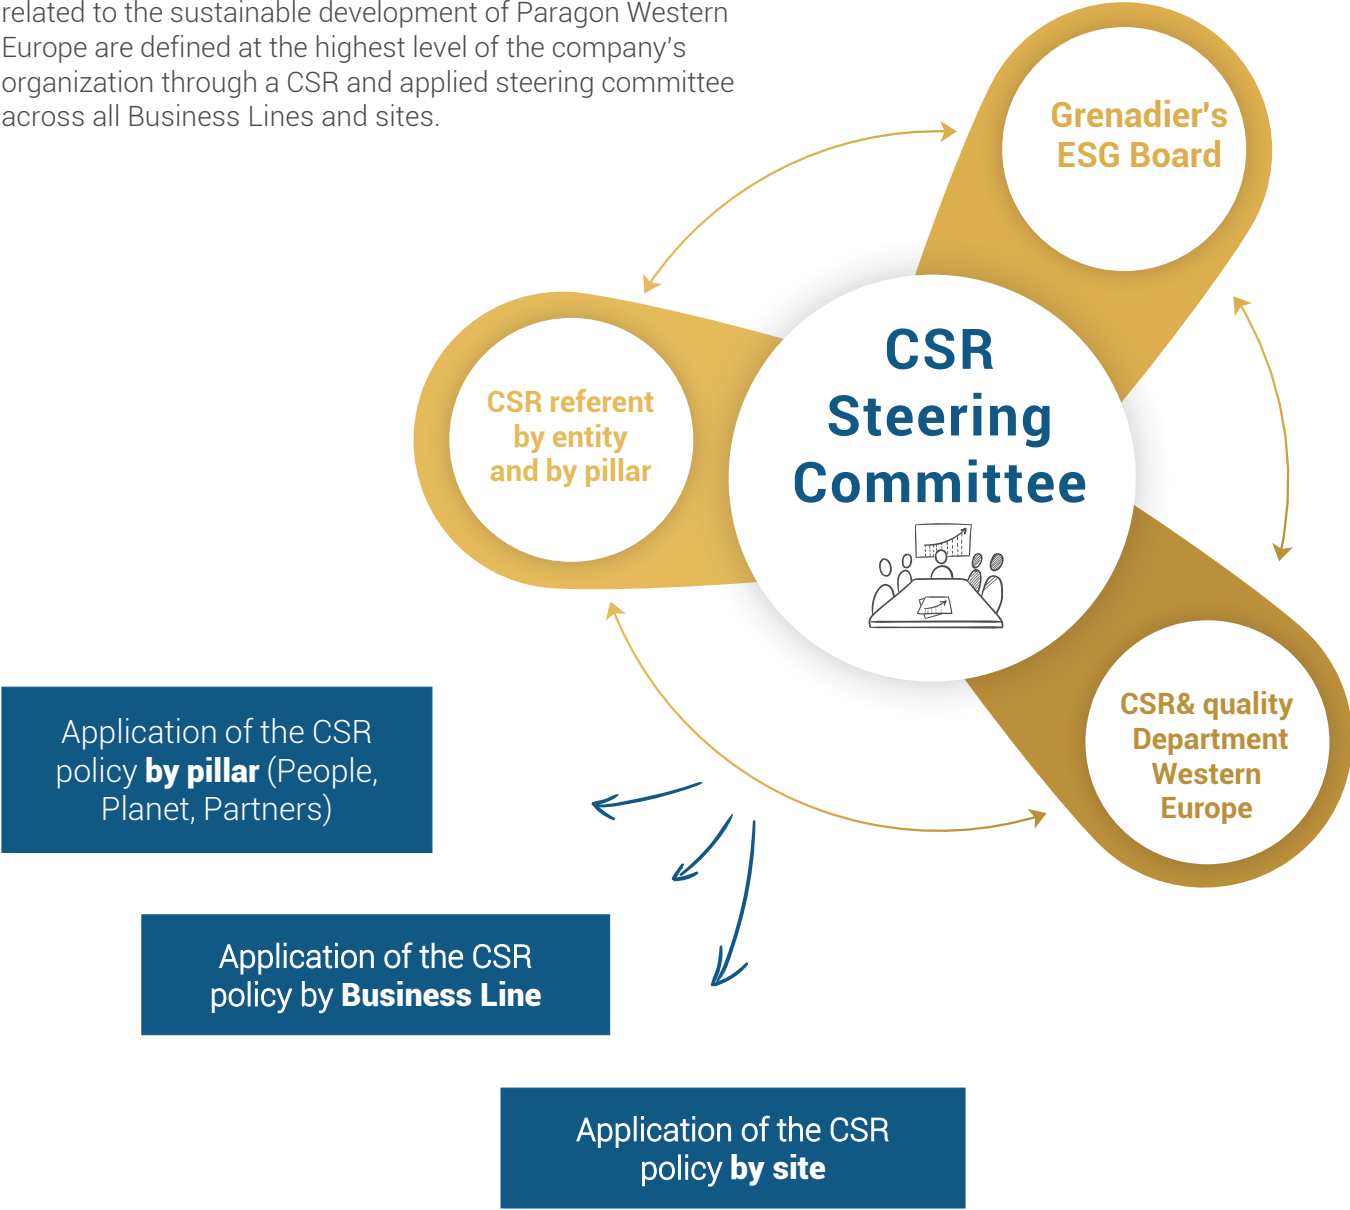 related to the sustainable development of Paragon Western
Europe are defined at the highest level of the company's
organization through a CSR and applied steering committee
across all Business Lines and sites.
Grenadier's
ESG Board
CSR referent
by entity
and by pillar
CSR
Steering
Committee
CSR& quality
Department
Western
Europe
Application of the CSR
policy by pillar (People,
Planet, Partners)
Application of the CSR
policy by Business Line
Application of the CSR
policy by site